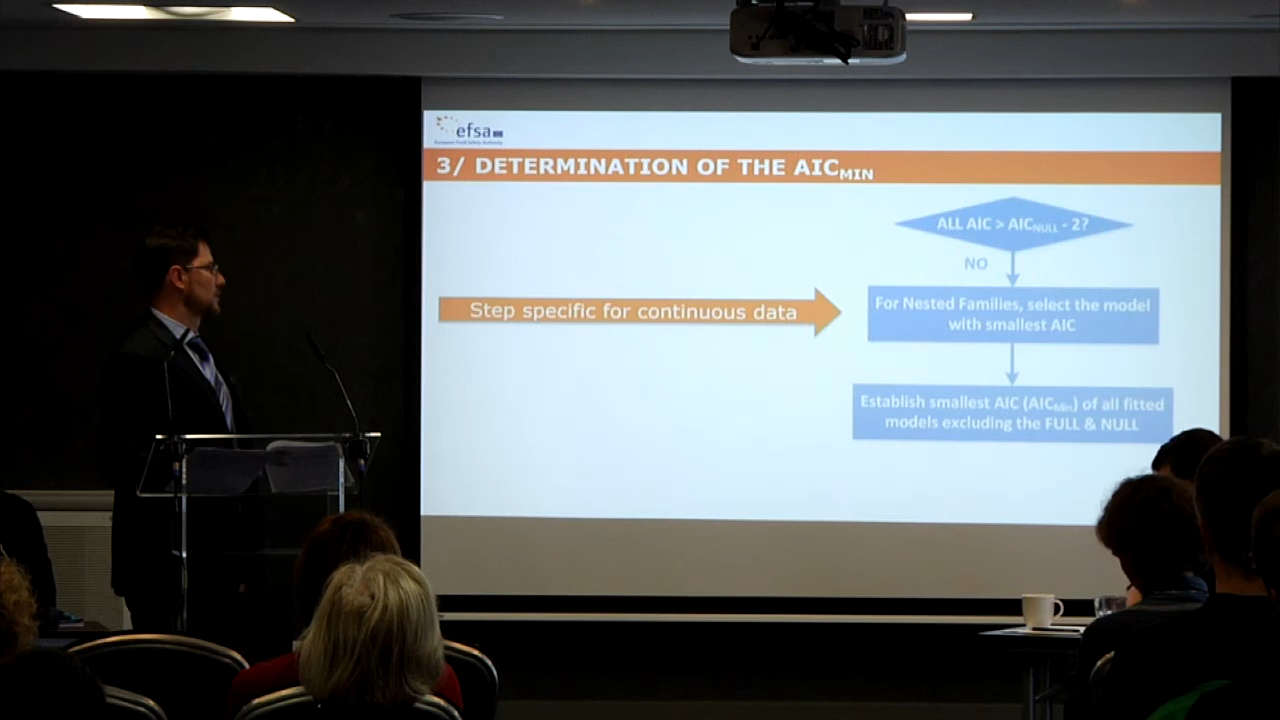 efsa
European Food Safety Authority
3/ DETERMINATION OF THE AICMIN
ALL AIC > AICNULL - 2?
NO
Step specific for continuous data
For Nested Families, select the model
with smallest AIC
Establish smallest AIC (AICMin) of all fitted
models excluding the FULL & NULL